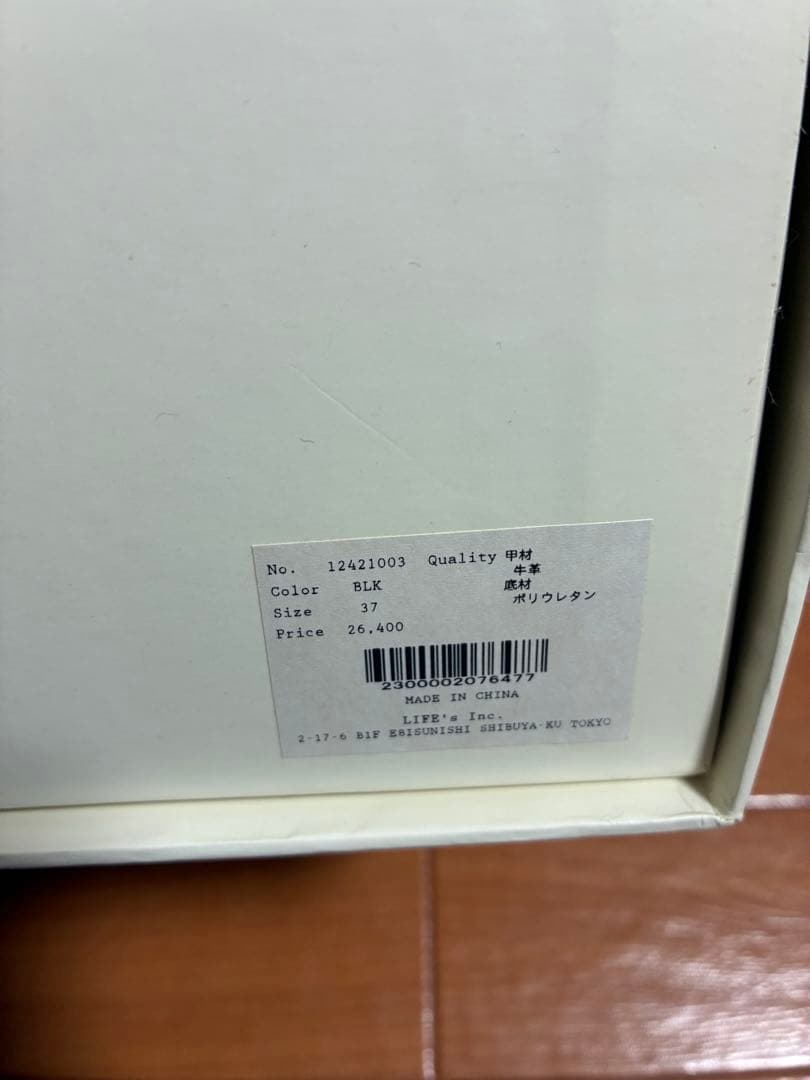 No. 12421003 Quality 甲材
牛革
Color BLK 底材
ポリウレタン
Size 37
Price 26,400
2300002076477
MADE IN CHINA
LIFE's Inc.
2-17-6 B1F EBISUNISHI SHIBUYA-KU TOKYO